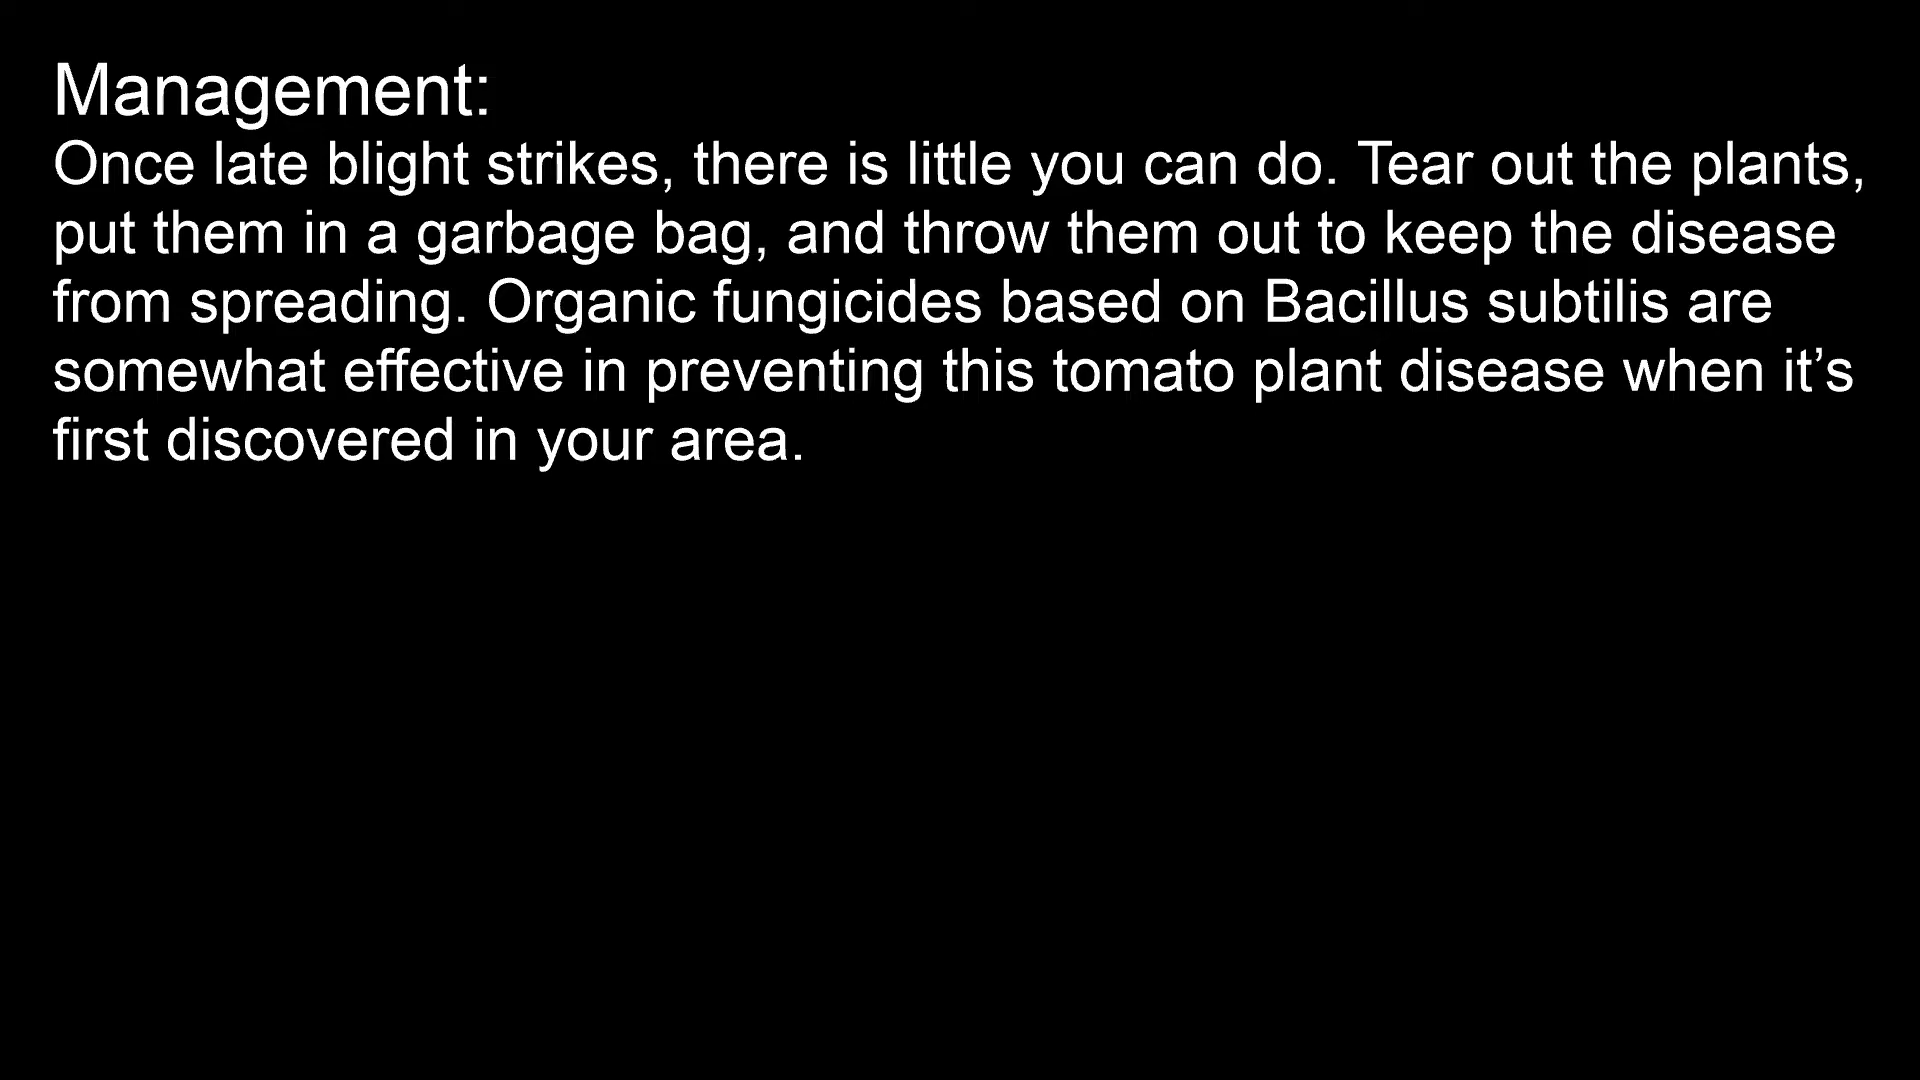 Management:
Once late blight strikes, there is little you can do. Tear out the plants,
put them in a garbage bag, and throw them out to keep the disease
from spreading. Organic fungicides based on Bacillus subtilis are
somewhat effective in preventing this tomato plant disease when it’s
first discovered in your area.